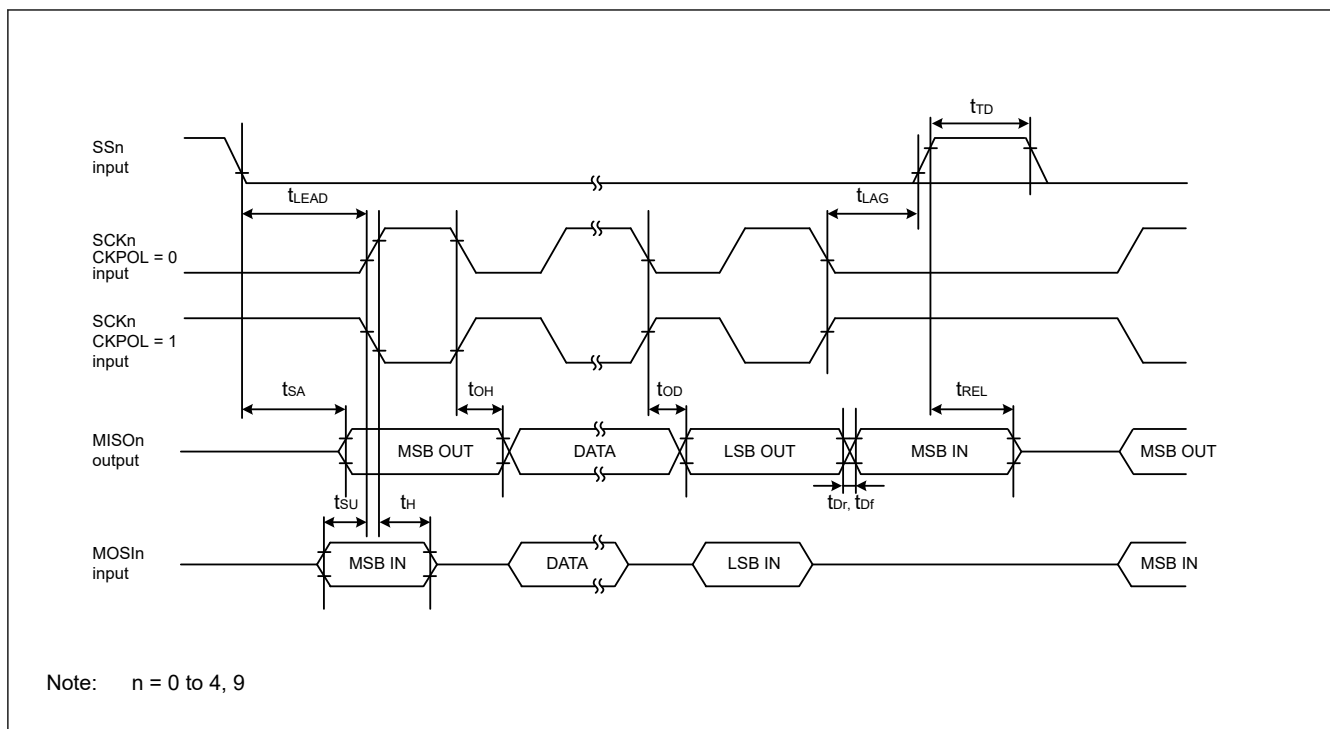 tTD
SSn
input
tLEAD
tLAG
SCKn
CKPOL = 0
input
SCKn
CKPOL = 1
input
tSA
tOH
tOD
tREL
MISOn
output
MSB OUT
DATA
LSB OUT
MSB IN
MSB OUT
tSU
tH
tDr, tDf
MOSIn
input
MSB IN
DATA
LSB IN
MSB IN
Note: n = 0 to 4, 9